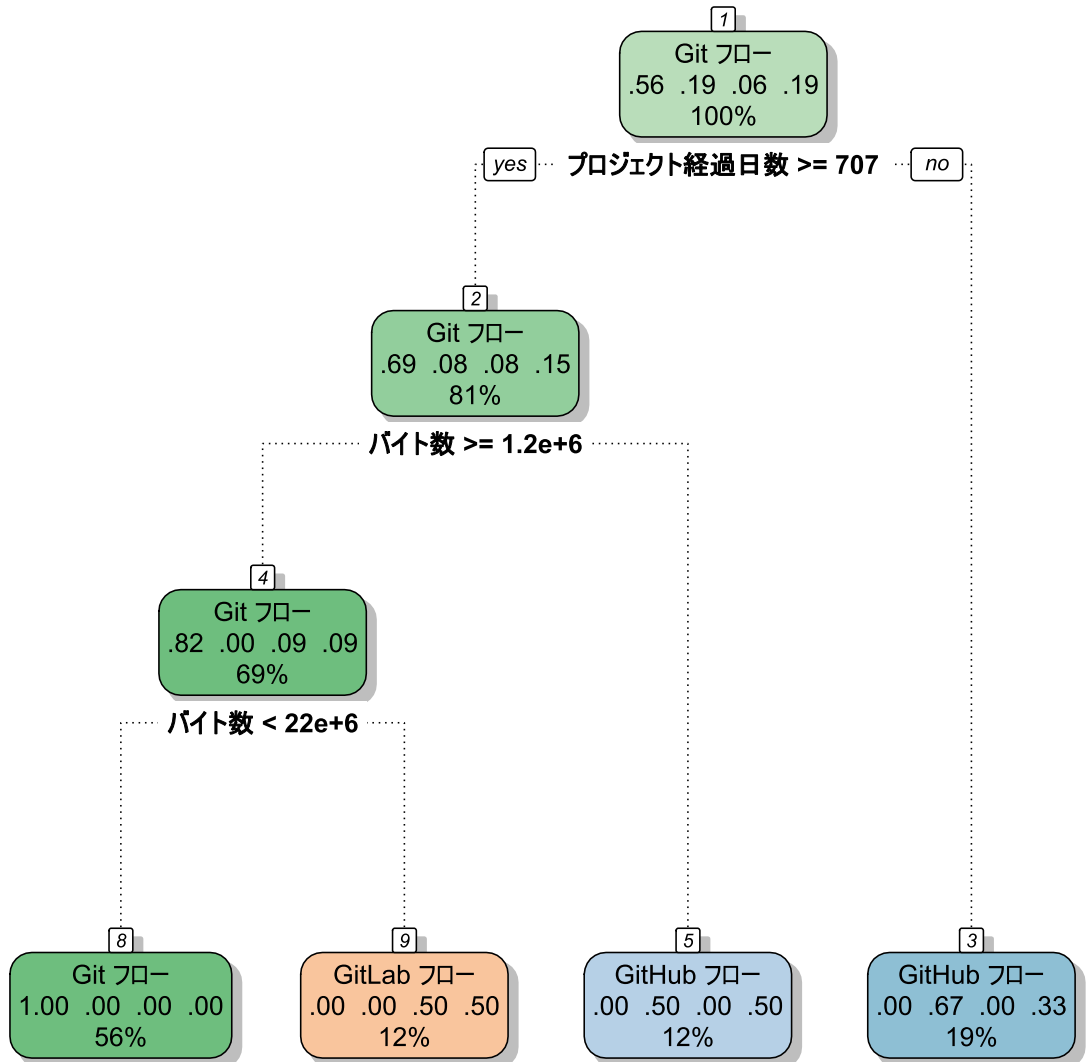 1
Git フロー
.56 .19 .06 .19
100%
yes プロジェクト経過日数 >= 707 no
2
Git フロー
.69 .08 .08 .15
81%
バイト数 >= 1.2e+6
4
Git フロー
.82 .00 .09 .09
69%
バイト数 < 22e+6
8
Git フロー
1.00 .00 .00 .00
56%
9
GitLab フロー
.00 .00 .50 .50
12%
5
GitHub フロー
.00 .50 .00 .50
12%
3
GitHub フロー
.00 .67 .00 .33
19%